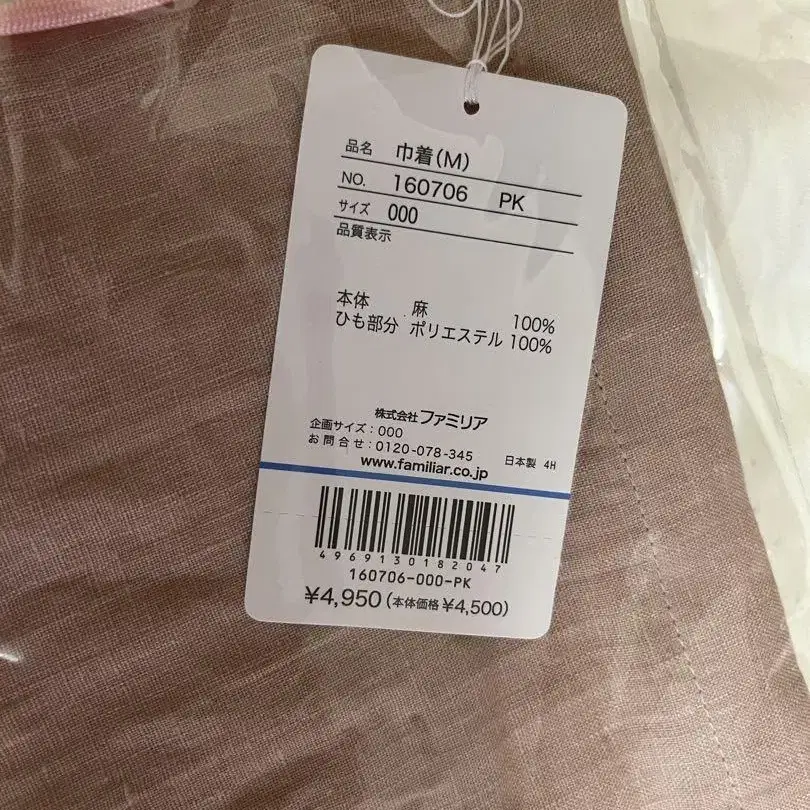 品名 巾着(M)
NO. 160706 PK
サイズ 000
品質表示
本体 麻 100%
ひも部分 ポリエステル 100%
株式会社ファミリア
企画サイズ：000
お問合せ：0120-078-345 日本製 4H
www.familiar.co.jp
4969130182047
160706-000-PK
¥4,950(本体価格¥4,500)